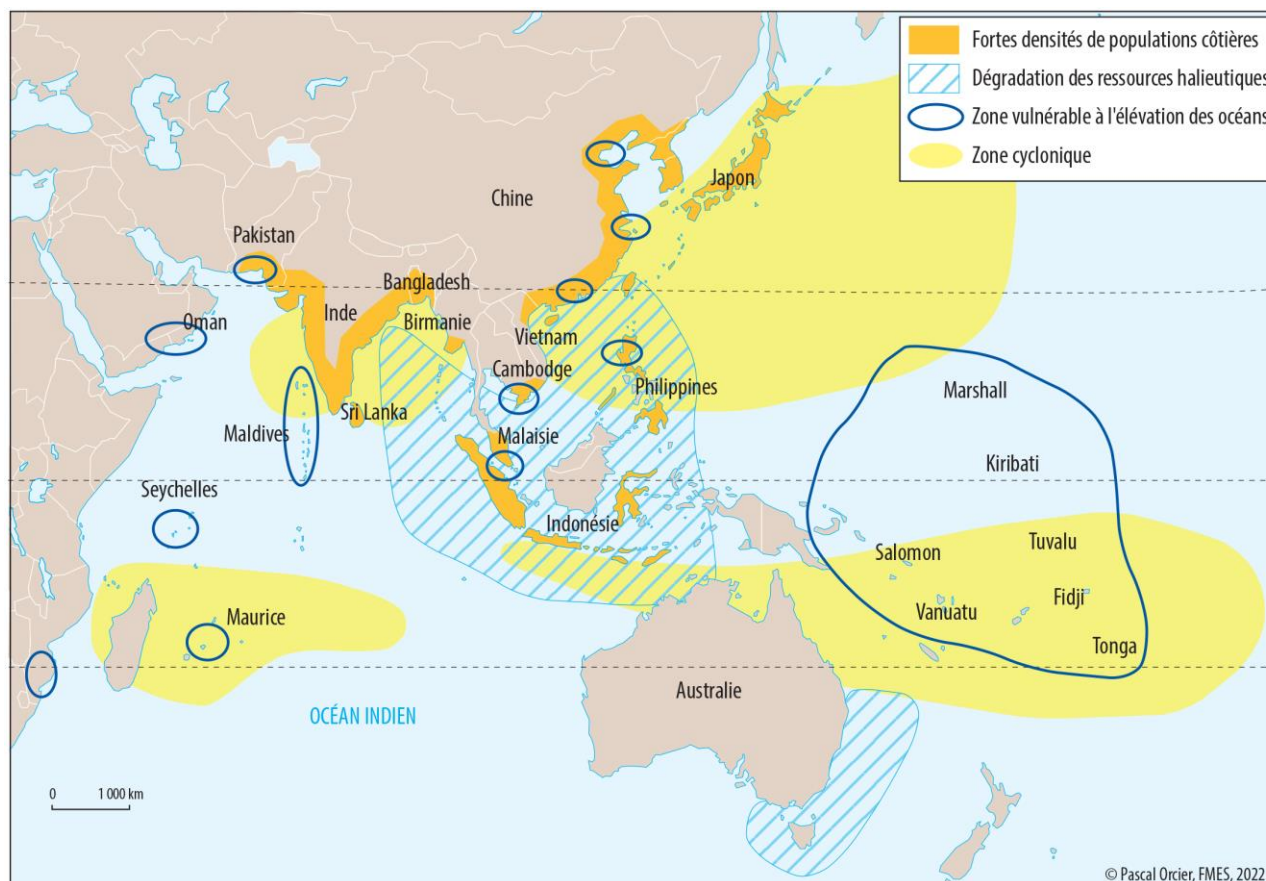 Fortes densités de populations côtières
Dégradation des ressources halieutiques
Zone vulnérable à l'élévation des océans
Zone cyclonique
Japon
Chine
Pakistan
Bangladesh
Inde
Oman
Birmanie
Vietnam
Cambodge
Philippines
Marshall
Sri Lanka
Maldives
Malaisie
Kiribati
Seychelles
Indonésie
Salomon
Tuvalu
Maurice
Vanuatu
Fidji
Tonga
Australie
OCÉAN INDIEN
0 1 000 km
© Pascal Orcier, FMES, 2022